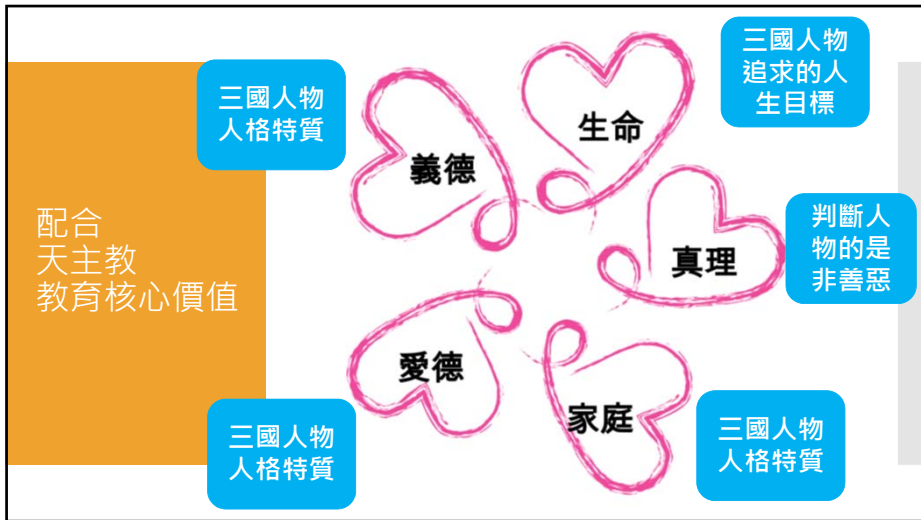 配合
天主教
教育核心價值
三國人物
人格特質
義德
生命
三國人物
追求的人
生目標
真理
判斷人
物的是
非善惡
愛德
三國人物
人格特質
家庭
三國人物
人格特質